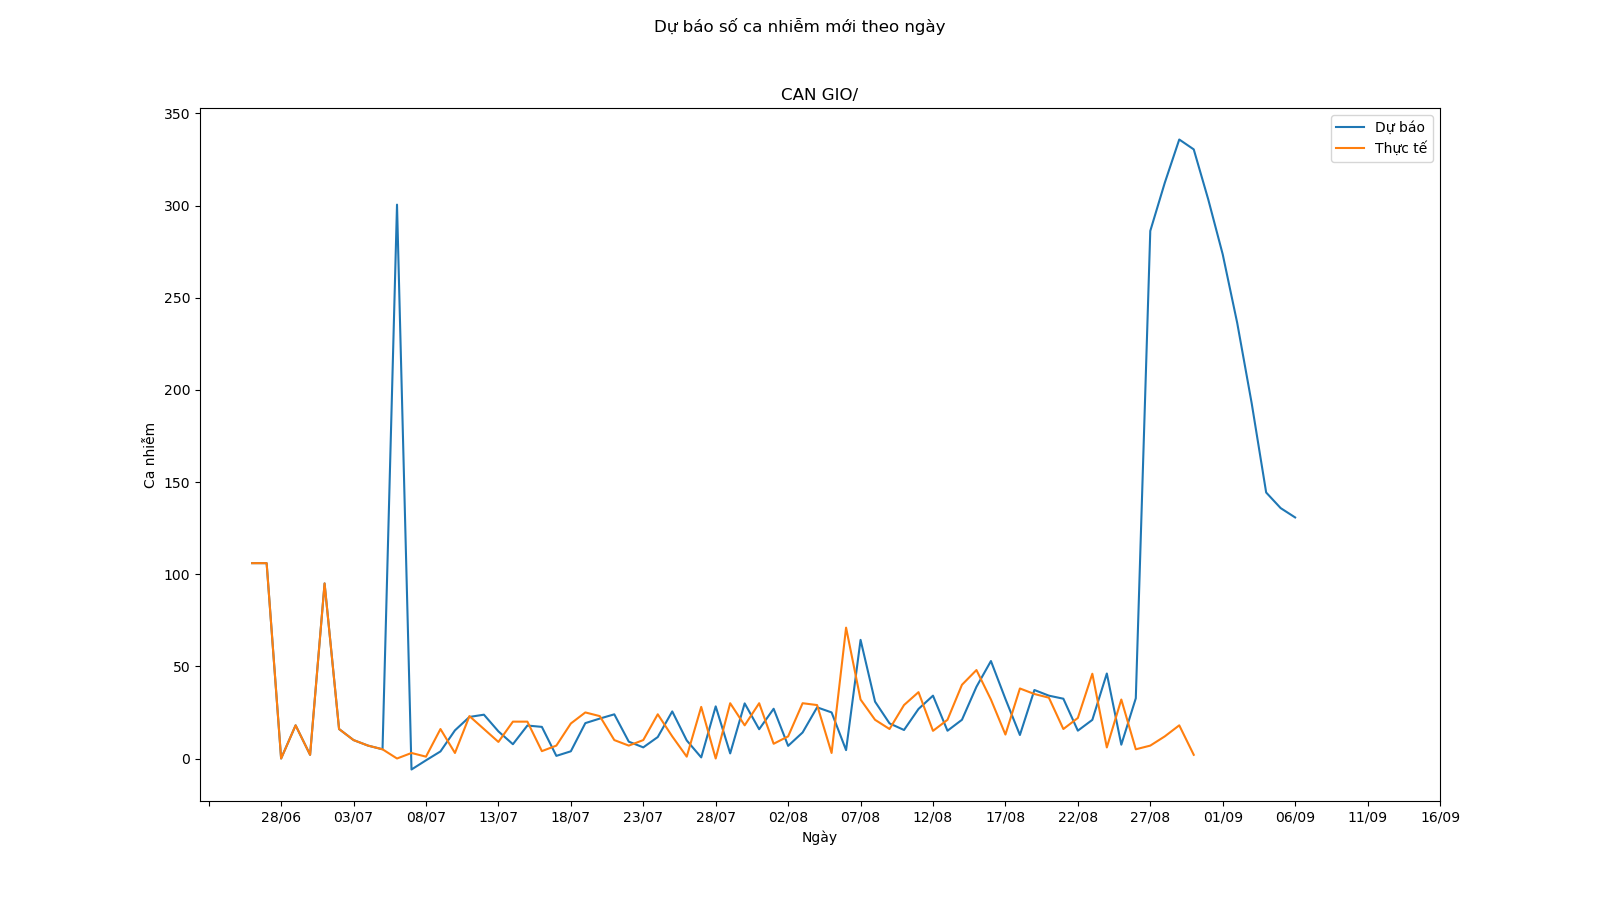 Dự báo số ca nhiễm mới theo ngày
CAN GIO/
Dự báo
Thực tế
350
300
250
200
150
100
50
0
Ca nhiễm
28/06 03/07 08/07 13/07 18/07 23/07 28/07 02/08 07/08 12/08 17/08 22/08 27/08 01/09 06/09 11/09 16/09
Ngày